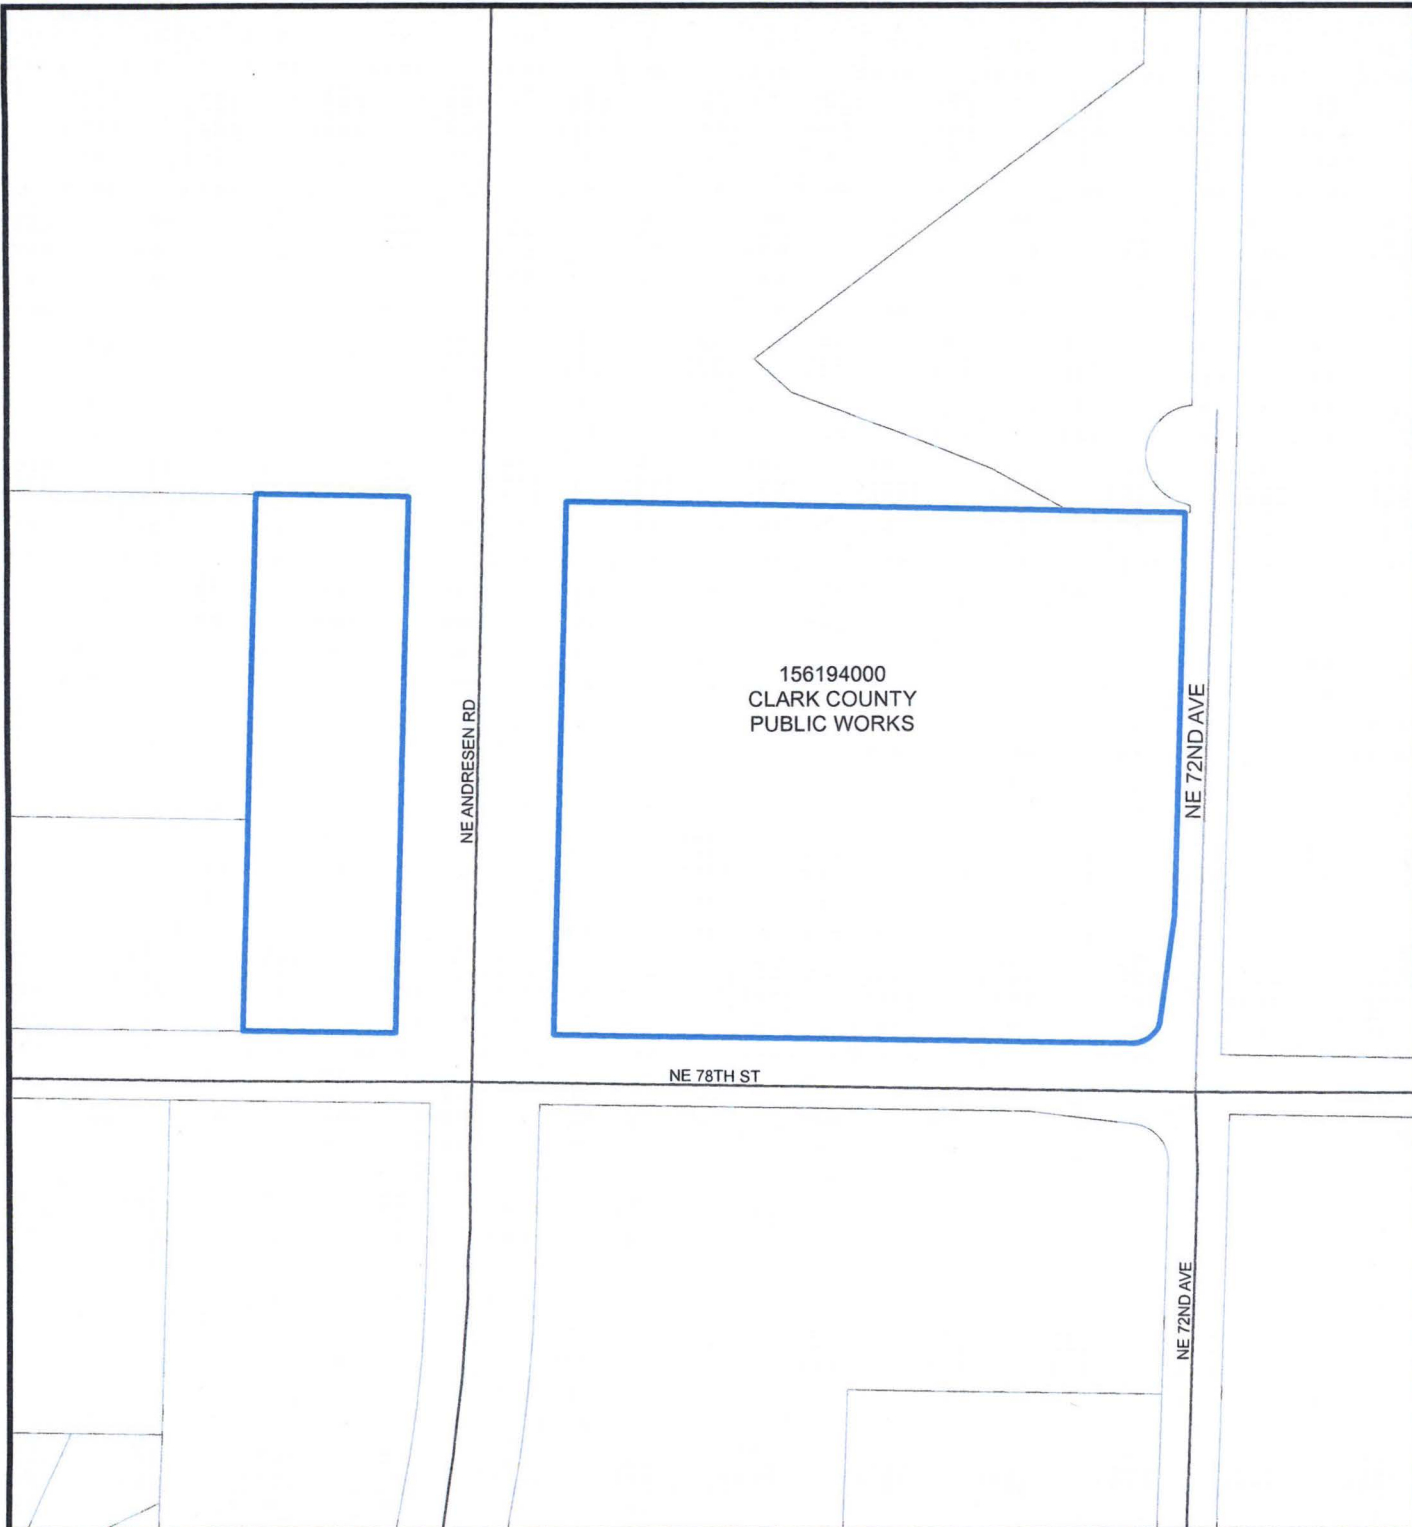 156194000
CLARK COUNTY
PUBLIC WORKS
NE ANDRESEN RD
NE 72ND AVE
NE 78TH ST
NE 72ND AVE